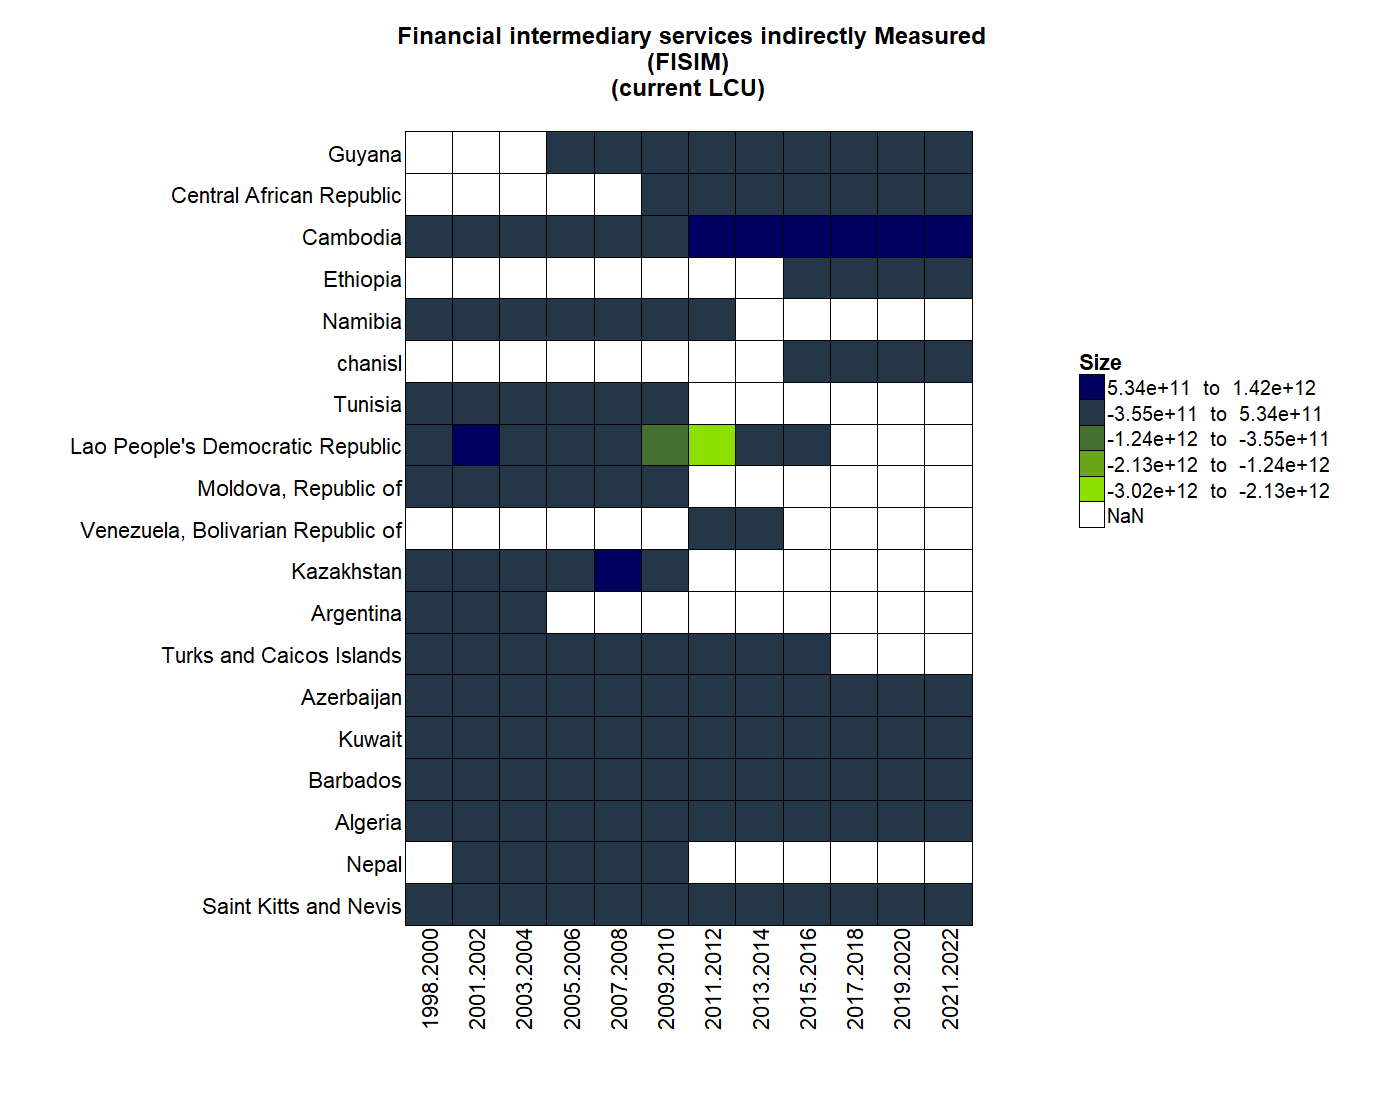 Financial intermediary services indirectly Measured
(FISIM)
(current LCU)
Guyana
Central African Republic
Cambodia
Ethiopia
Namibia
chanisl
Tunisia
Lao People's Democratic Republic
Moldova, Republic of
Venezuela, Bolivarian Republic of
Kazakhstan
Argentina
Turks and Caicos Islands
Azerbaijan
Kuwait
Barbados
Algeria
Nepal
Saint Kitts and Nevis
1998.2000
2001.2002
2003.2004
2005.2006
2007.2008
2009.2010
2011.2012
2013.2014
2015.2016
2017.2018
2019.2020
2021.2022
Size
5.34e+11 to 1.42e+12
-3.55e+11 to 5.34e+11
-1.24e+12 to -3.55e+11
-2.13e+12 to -1.24e+12
-3.02e+12 to -2.13e+12
NaN